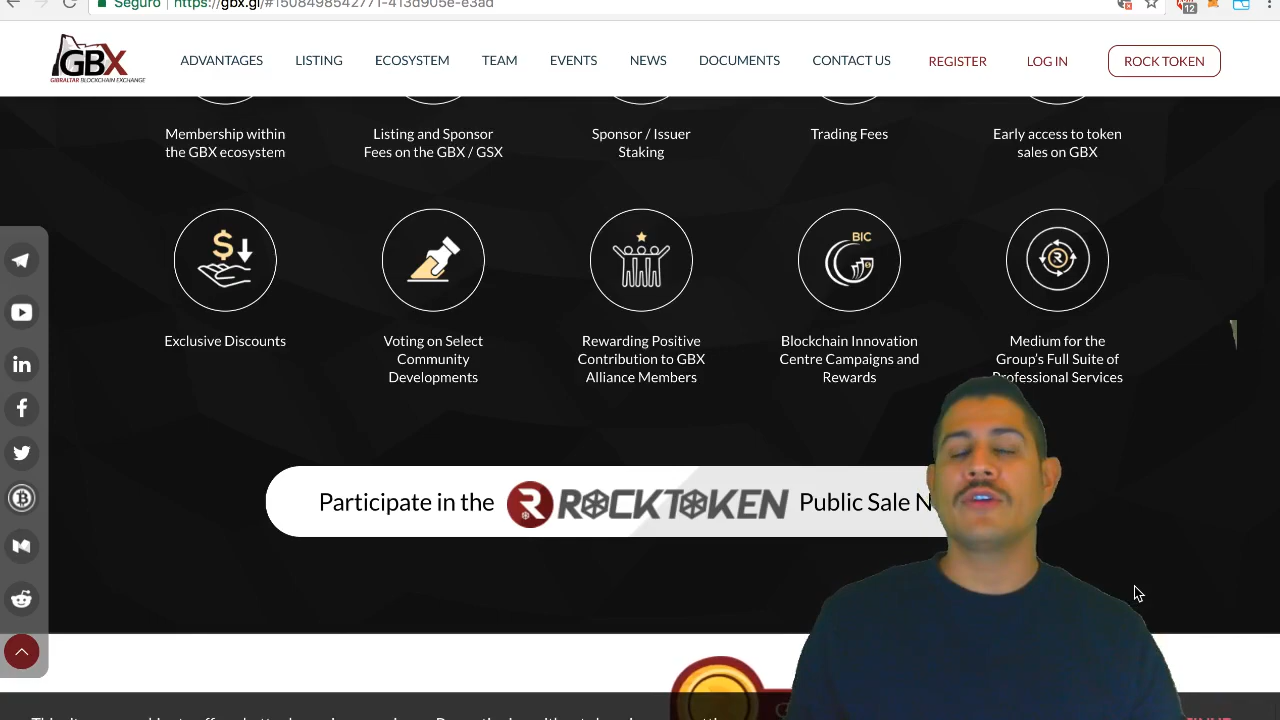 Seguro https://gbx.gi/#1508498542771-413d905e-e3ad
12
GBX
GIBRALTAR BLOCKCHAIN EXCHANGE
ADVANTAGES LISTING ECOSYSTEM TEAM EVENTS NEWS DOCUMENTS CONTACT US REGISTER LOG IN ROCK TOKEN
Membership within
the GBX ecosystem
Listing and Sponsor
Fees on the GBX / GSX
Sponsor / Issuer
Staking
Trading Fees
Early access to token
sales on GBX
BIC
Exclusive Discounts
Voting on Select
Community
Developments
Rewarding Positive
Contribution to GBX
Alliance Members
Blockchain Innovation
Centre Campaigns and
Rewards
Medium for the
Group's Full Suite of
Professional Services
Participate in the R ROCKTOKEN Public Sale N